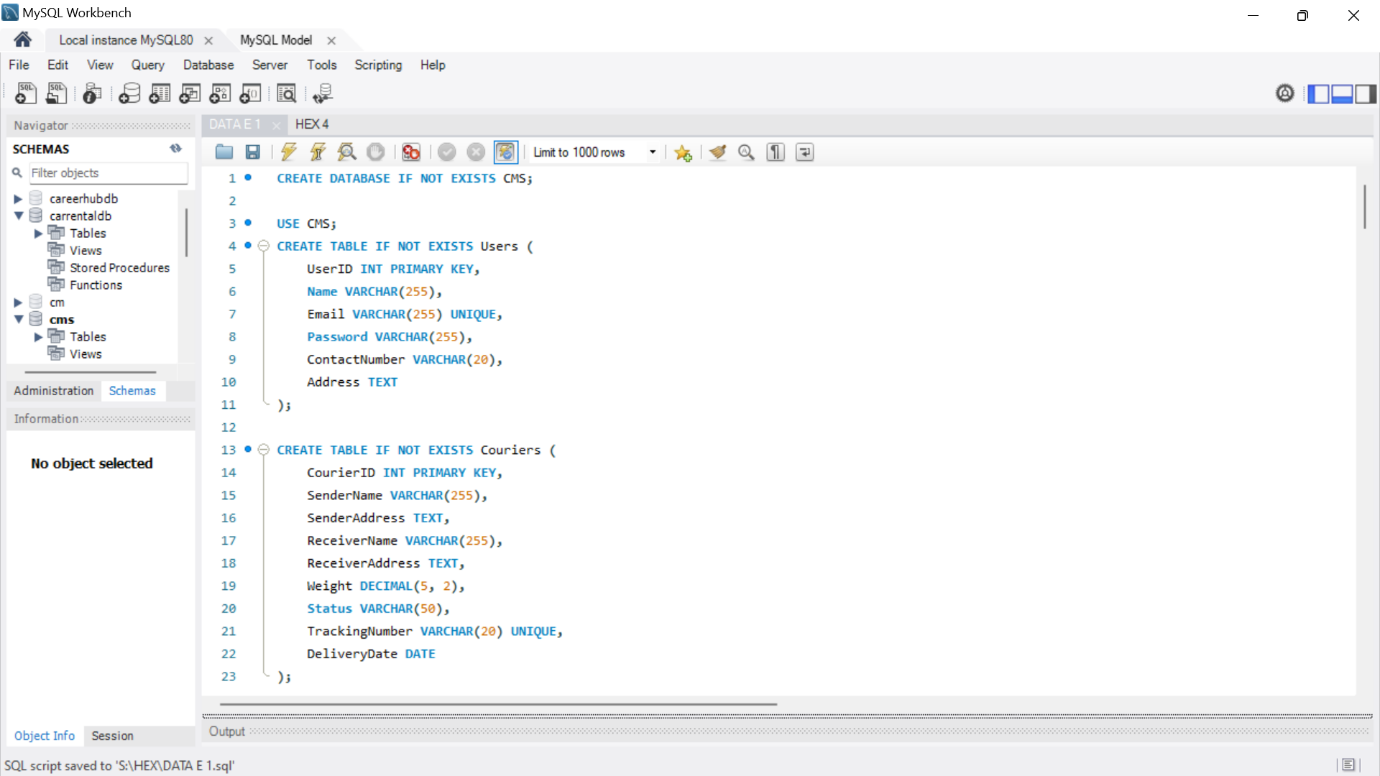 MySQL Workbench
Local instance MySQL80
MySQL Model
File Edit View Query Database Server Tools Scripting Help
Navigator
SCHEMAS
Filter objects
careerhubdb
carrentaldb
Tables
Views
Stored Procedures
Functions
cm
cms
Tables
Views
Administration Schemas
Information
No object selected
Object Info Session
DATA E 1 HEX 4
Limit to 1000 rows
1 CREATE DATABASE IF NOT EXISTS CMS;
2
3 USE CMS;
4 CREATE TABLE IF NOT EXISTS Users (
5 UserID INT PRIMARY KEY,
6 Name VARCHAR(255),
7 Email VARCHAR(255) UNIQUE,
8 Password VARCHAR(255),
9 ContactNumber VARCHAR(20),
10 Address TEXT
11 );
12
13 CREATE TABLE IF NOT EXISTS Couriers (
14 CourierID INT PRIMARY KEY,
15 SenderName VARCHAR(255),
16 SenderAddress TEXT,
17 ReceiverName VARCHAR(255),
18 ReceiverAddress TEXT,
19 Weight DECIMAL(5, 2),
20 Status VARCHAR(50),
21 TrackingNumber VARCHAR(20) UNIQUE,
22 DeliveryDate DATE
23 );
Output
SQL script saved to 'S:\HEX\DATA E 1.sql'